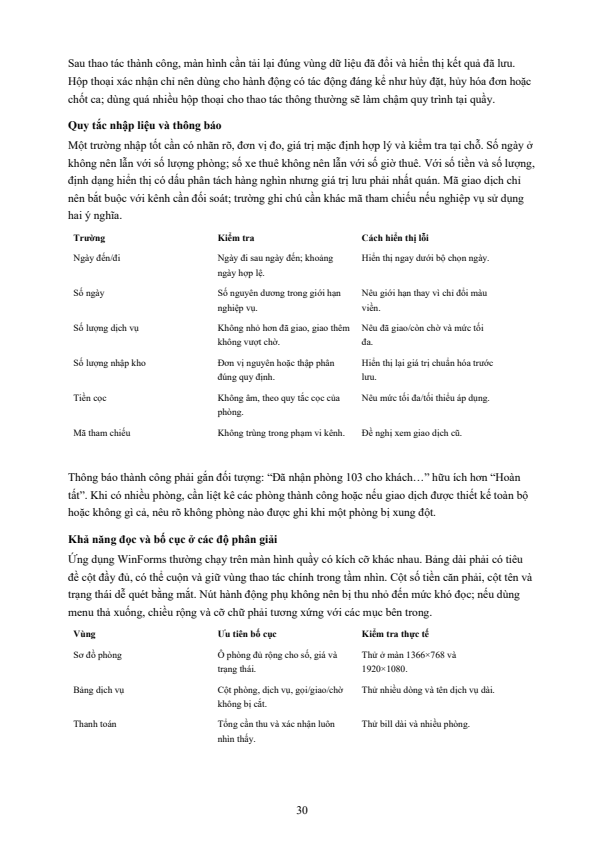 Sau thao tác thành công, màn hình cần tải lại đúng vùng dữ liệu đã đổi và hiển thị kết quả đã lưu.
Hộp thoại xác nhận chỉ nên dùng cho hành động có tác động đáng kể như hủy đặt, hủy hóa đơn hoặc
chốt ca; dùng quá nhiều hộp thoại cho thao tác thông thường sẽ làm chậm quy trình tại quầy.
Quy tắc nhập liệu và thông báo
Một trường nhập tốt cần có nhãn rõ, đơn vị đo, giá trị mặc định hợp lý và kiểm tra tại chỗ. Số ngày ở
không nên lẫn với số lượng phòng; số xe thuê không nên lẫn với số giờ thuê. Với số tiền và số lượng,
định dạng hiển thị có dấu phân tách hàng nghìn nhưng giá trị lưu phải nhất quán. Mã giao dịch chỉ
nên bắt buộc với kênh cần đối soát; trường ghi chú cần khác mã tham chiếu nếu nghiệp vụ sử dụng
hai ý nghĩa.
Trường Kiểm tra Cách hiển thị lỗi
Ngày đến/đi Ngày đi sau ngày đến; khoảng Hiển thị ngay dưới bộ chọn ngày.
ngày hợp lệ.
Số ngày Số nguyên dương trong giới hạn Nêu giới hạn thay vì chỉ đổi màu
nghiệp vụ. viền.
Số lượng dịch vụ Không nhỏ hơn đã giao, giao thêm Nêu đã giao/còn chờ và mức tối
không vượt chờ. đa.
Số lượng nhập kho Đơn vị nguyên hoặc thập phân Hiển thị lại giá trị chuẩn hóa trước
đúng quy định. lưu.
Tiền cọc Không âm, theo quy tắc cọc của Nêu mức tối đa/tối thiểu áp dụng.
phòng.
Mã tham chiếu Không trùng trong phạm vi kênh. Đề nghị xem giao dịch cũ.
Thông báo thành công phải gắn đối tượng: “Đã nhận phòng 103 cho khách…” hữu ích hơn “Hoàn
tất”. Khi có nhiều phòng, cần liệt kê các phòng thành công hoặc nếu giao dịch được thiết kế toàn bộ
hoặc không gì cả, nêu rõ không phòng nào được ghi khi một phòng bị xung đột.
Khả năng đọc và bố cục ở các độ phân giải
Ứng dụng WinForms thường chạy trên màn hình quầy có kích cỡ khác nhau. Bảng dài phải có tiêu
đề cột đầy đủ, có thể cuộn và giữ vùng thao tác chính trong tầm nhìn. Cột số tiền căn phải, cột tên và
trạng thái dễ quét bằng mắt. Nút hành động phụ không nên bị thu nhỏ đến mức khó đọc; nếu dùng
menu thả xuống, chiều rộng và cỡ chữ phải tương xứng với các mục bên trong.
Vùng Ưu tiên bố cục Kiểm tra thực tế
Sơ đồ phòng Ô phòng đủ rộng cho số, giá và Thử ở màn 1366×768 và
trạng thái. 1920×1080.
Bảng dịch vụ Cột phòng, dịch vụ, gọi/giao/chờ Thử nhiều dòng và tên dịch vụ dài.
không bị cắt.
Thanh toán Tổng cần thu và xác nhận luôn Thử bill dài và nhiều phòng.
nhìn thấy.
30